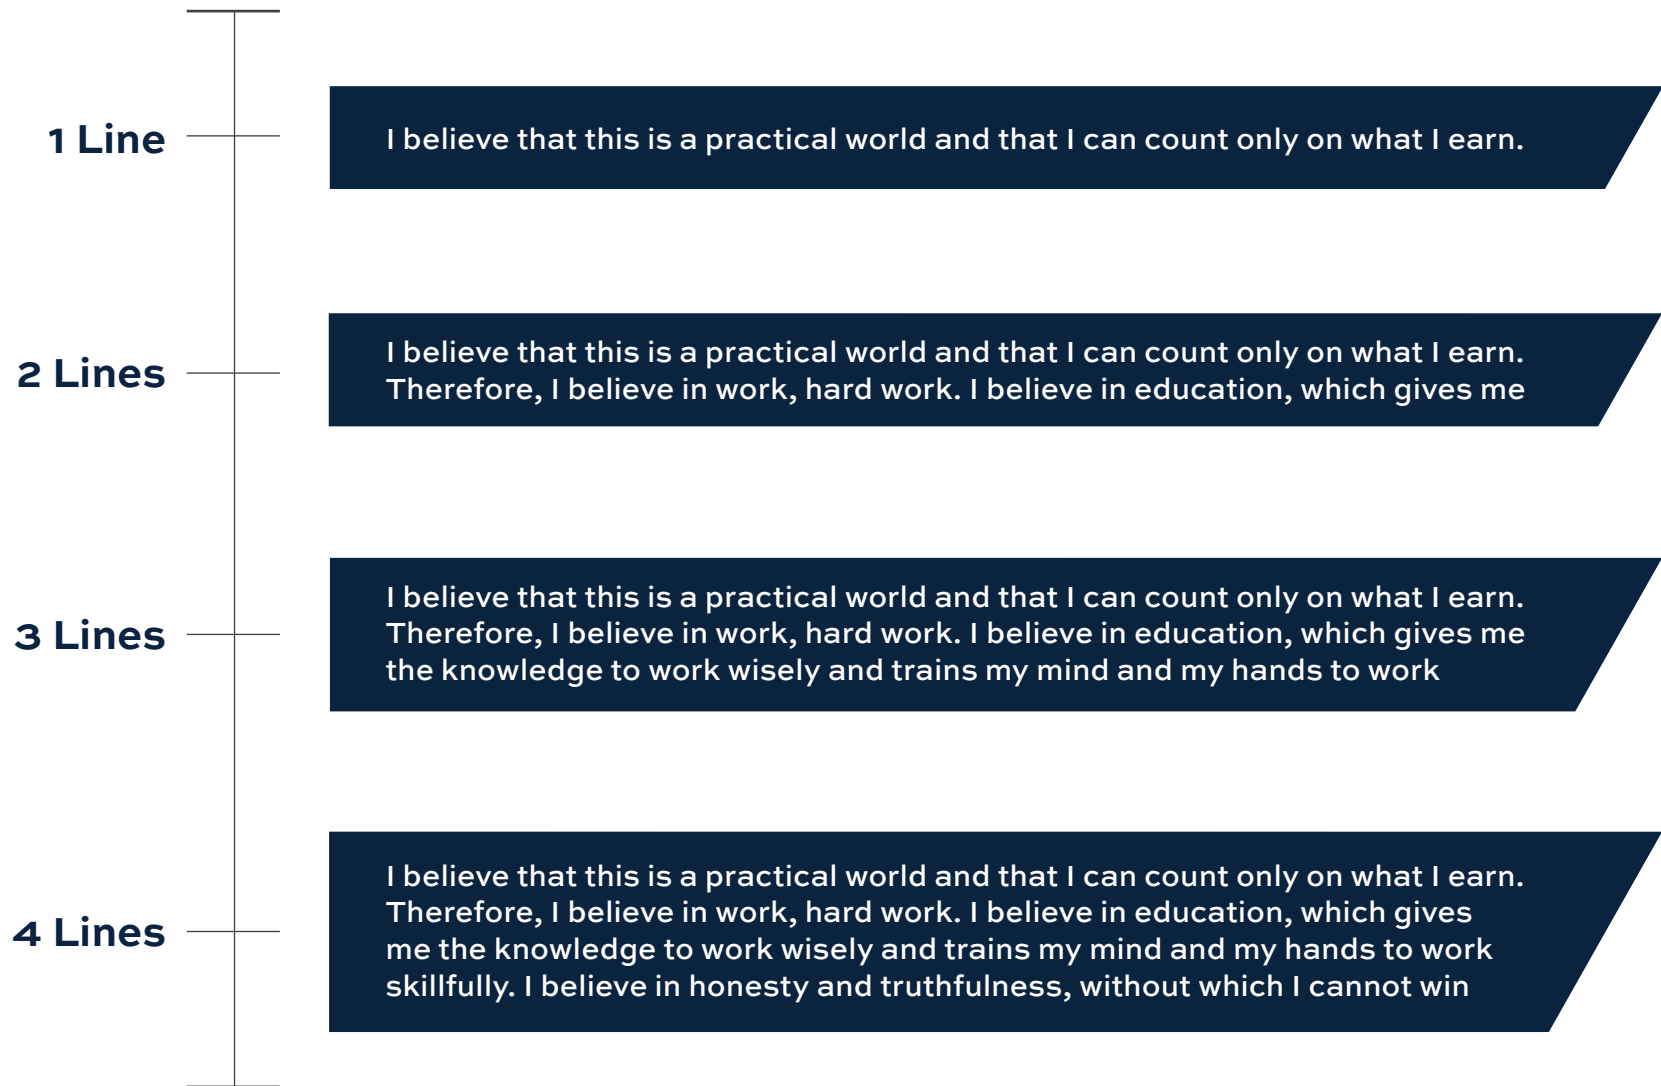 1 Line
I believe that this is a practical world and that I can count only on what I earn.
2 Lines
I believe that this is a practical world and that I can count only on what I earn.
Therefore, I believe in work, hard work. I believe in education, which gives me
3 Lines
I believe that this is a practical world and that I can count only on what I earn.
Therefore, I believe in work, hard work. I believe in education, which gives me
the knowledge to work wisely and trains my mind and my hands to work
4 Lines
I believe that this is a practical world and that I can count only on what I earn.
Therefore, I believe in work, hard work. I believe in education, which gives
me the knowledge to work wisely and trains my mind and my hands to work
skillfully. I believe in honesty and truthfulness, without which I cannot win